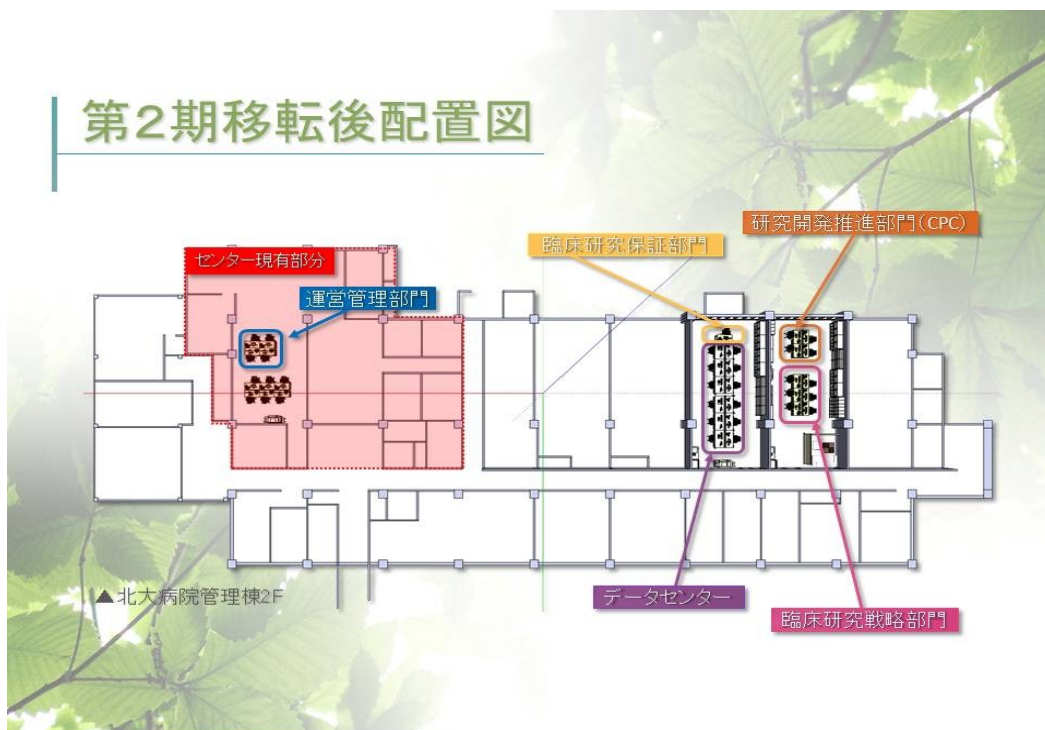 第２期移転後配置図
研究開発推進部門（CPC）
臨床研究保証部門
センター現有部分
運営管理部門
▲北大病院管理棟2F
データセンター
臨床研究戦略部門